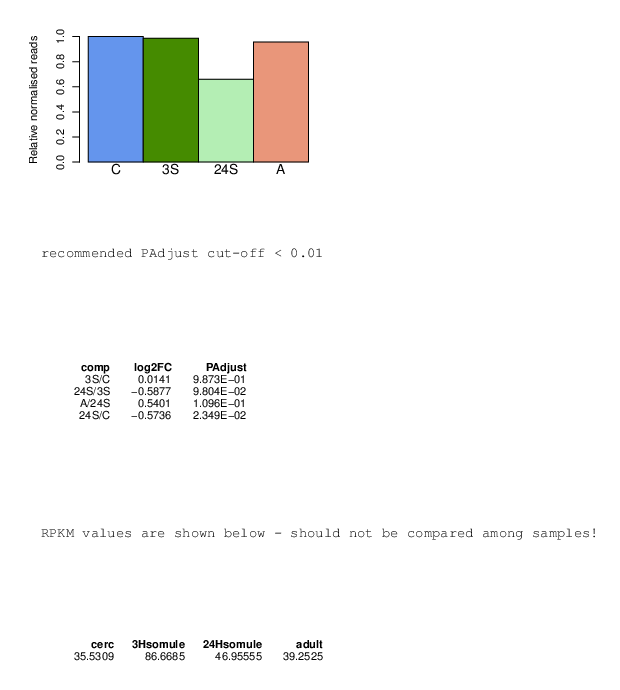 Relative normalised reads
1.0
0.8
0.6
0.4
0.2
0.0
C 3S 24S A
recommended PAdjust cut-off < 0.01
comp log2FC PAdjust
3S/C 0.0141 9.873E−01
24S/3S −0.5877 9.804E−02
A/24S 0.5401 1.096E−01
24S/C −0.5736 2.349E−02
RPKM values are shown below - should not be compared among samples!
cerc 3Hsomule 24Hsomule adult
35.5309 86.6685 46.95555 39.2525